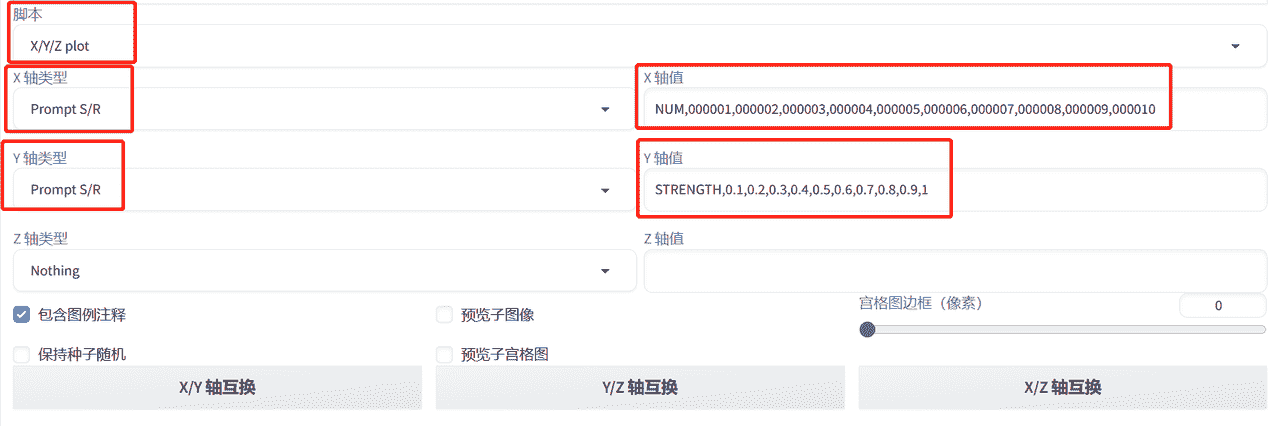 脚本
X/Y/Z plot
X 轴类型
X 轴值
Prompt S/R
NUM,000001,000002,000003,000004,000005,000006,000007,000008,000009,000010
Y 轴类型
Y 轴值
Prompt S/R
STRENGTH,0.1,0.2,0.3,0.4,0.5,0.6,0.7,0.8,0.9,1
Z 轴类型
Z 轴值
Nothing
包含图例注释
预览子图像
宫格图边框（像素）
0
保持种子随机
预览子宫格图
X/Y 轴互换
Y/Z 轴互换
X/Z 轴互换